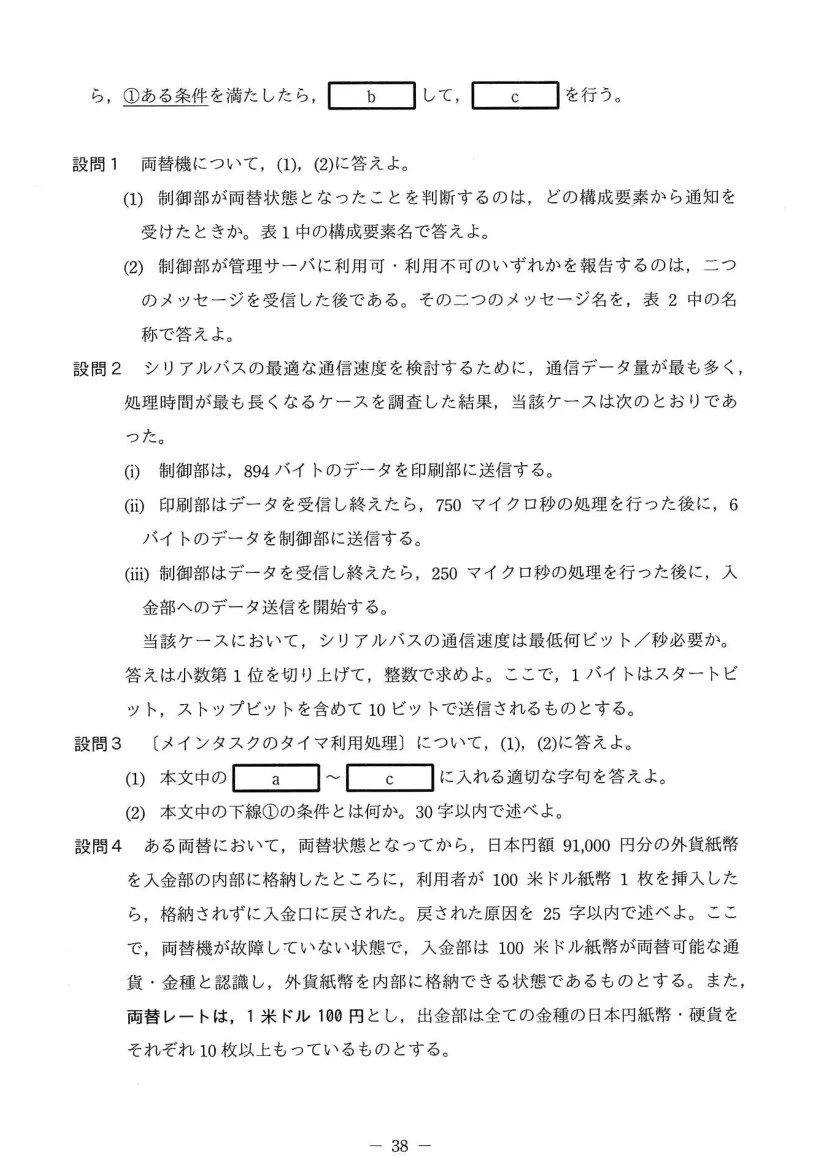 ら，①ある条件を満たしたら，bして，cを行う。
設問１　両替機について，(1)，(2)に答えよ。
(1)　制御部が両替状態となったことを判断するのは，どの構成要素から通知を
受けたときか。表１中の構成要素名で答えよ。
(2)　制御部が管理サーバに利用可・利用不可のいずれかを報告するのは，二つ
のメッセージを受信した後である。その二つのメッセージ名を，表 2 中の名
称で答えよ。
設問２　シリアルバスの最適な通信速度を検討するために，通信データ量が最も多く，
処理時間が最も長くなるケースを調査した結果，当該ケースは次のとおりであ
った。
(i)　制御部は，894 バイトのデータを印刷部に送信する。
(ii)　印刷部はデータを受信し終えたら，750 マイクロ秒の処理を行った後に，6
バイトのデータを制御部に送信する。
(iii) 制御部はデータを受信し終えたら，250 マイクロ秒の処理を行った後に，入
金部へのデータ送信を開始する。
当該ケースにおいて，シリアルバスの通信速度は最低何ビット／秒必要か。
答えは小数第 1 位を切り上げて，整数で求めよ。ここで，1 バイトはスタートビ
ット，ストップビットを含めて 10 ビットで送信されるものとする。
設問３　〔メインタスクのタイマ利用処理〕について，(1)，(2)に答えよ。
(1)　本文中の a ～ c に入れる適切な字句を答えよ。
(2)　本文中の下線①の条件とは何か。30 字以内で述べよ。
設問４　ある両替において，両替状態となってから，日本円額 91,000 円分の外貨紙幣
を入金部の内部に格納したところに，利用者が 100 米ドル紙幣 1 枚を挿入した
ら，格納されずに入金口に戻された。戻された原因を 25 字以内で述べよ。ここ
で，両替機が故障していない状態で，入金部は 100 米ドル紙幣が両替可能な通
貨・金種と認識し，外貨紙幣を内部に格納できる状態であるものとする。また，
両替レートは，1 米ドル 100 円とし，出金部は全ての金種の日本円紙幣・硬貨を
それぞれ 10 枚以上もっているものとする。
― 38 ―